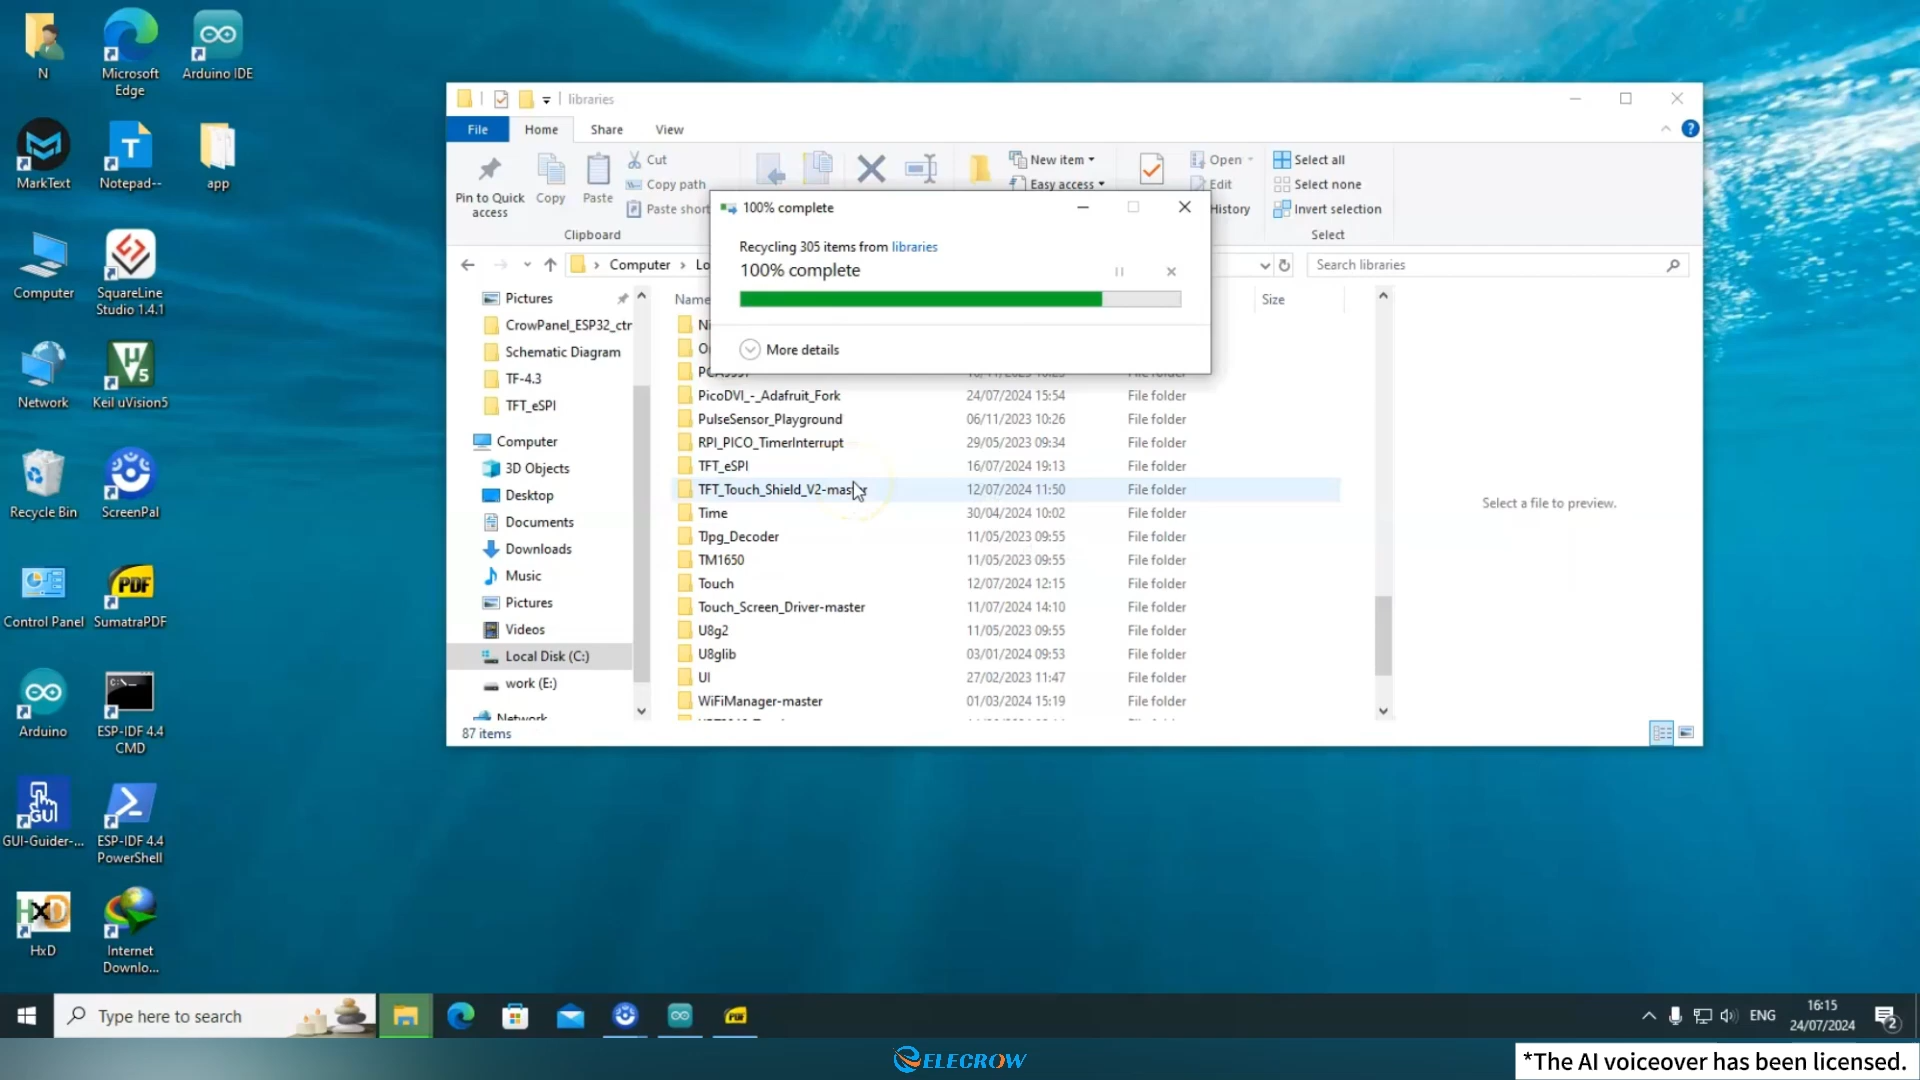 N
Microsoft
Edge
Arduino IDE
MarkText
Notepad--
app
Computer
SquareLine
Studio 1.4.1
Network
Keil uVision5
Recycle Bin
ScreenPal
Control Panel
SumatraPDF
Arduino
ESP-IDF 4.4
CMD
GUI-Guider-...
ESP-IDF 4.4
PowerShell
HxD
Internet
Downlo...
libraries
File
Home
Share
View
Pin to Quick
access
Copy
Paste
Cut
Copy path
Paste short
Clipboard
New item
Easy access
Open
Edit
History
Select all
Select none
Invert selection
Select
100% complete
Recycling 305 items from libraries
100% complete
More details
Computer
Lo
Search libraries
Pictures
CrowPanel_ESP32_ctr
Schematic Diagram
TF-4.3
TFT_eSPI
Computer
3D Objects
Desktop
Documents
Downloads
Music
Pictures
Videos
Local Disk (C:)
work (E:)
Network
Name
Size
PicoDVI_-_Adafruit_Fork 24/07/2024 15:54 File folder
PulseSensor_Playground 06/11/2023 10:26 File folder
RPI_PICO_TimerInterrupt 29/05/2023 09:34 File folder
TFT_eSPI 16/07/2024 19:13 File folder
TFT_Touch_Shield_V2-master 12/07/2024 11:50 File folder
Time 30/04/2024 10:02 File folder
TJpg_Decoder 11/05/2023 09:55 File folder
TM1650 11/05/2023 09:55 File folder
Touch 12/07/2024 12:15 File folder
Touch_Screen_Driver-master 11/07/2024 14:10 File folder
U8g2 11/05/2023 09:55 File folder
U8glib 03/01/2024 09:53 File folder
UI 27/02/2023 11:47 File folder
WiFiManager-master 01/03/2024 15:19 File folder
Select a file to preview.
87 items
Type here to search
ENG
16:15
24/07/2024
2
ELECROW
*The AI voiceover has been licensed.